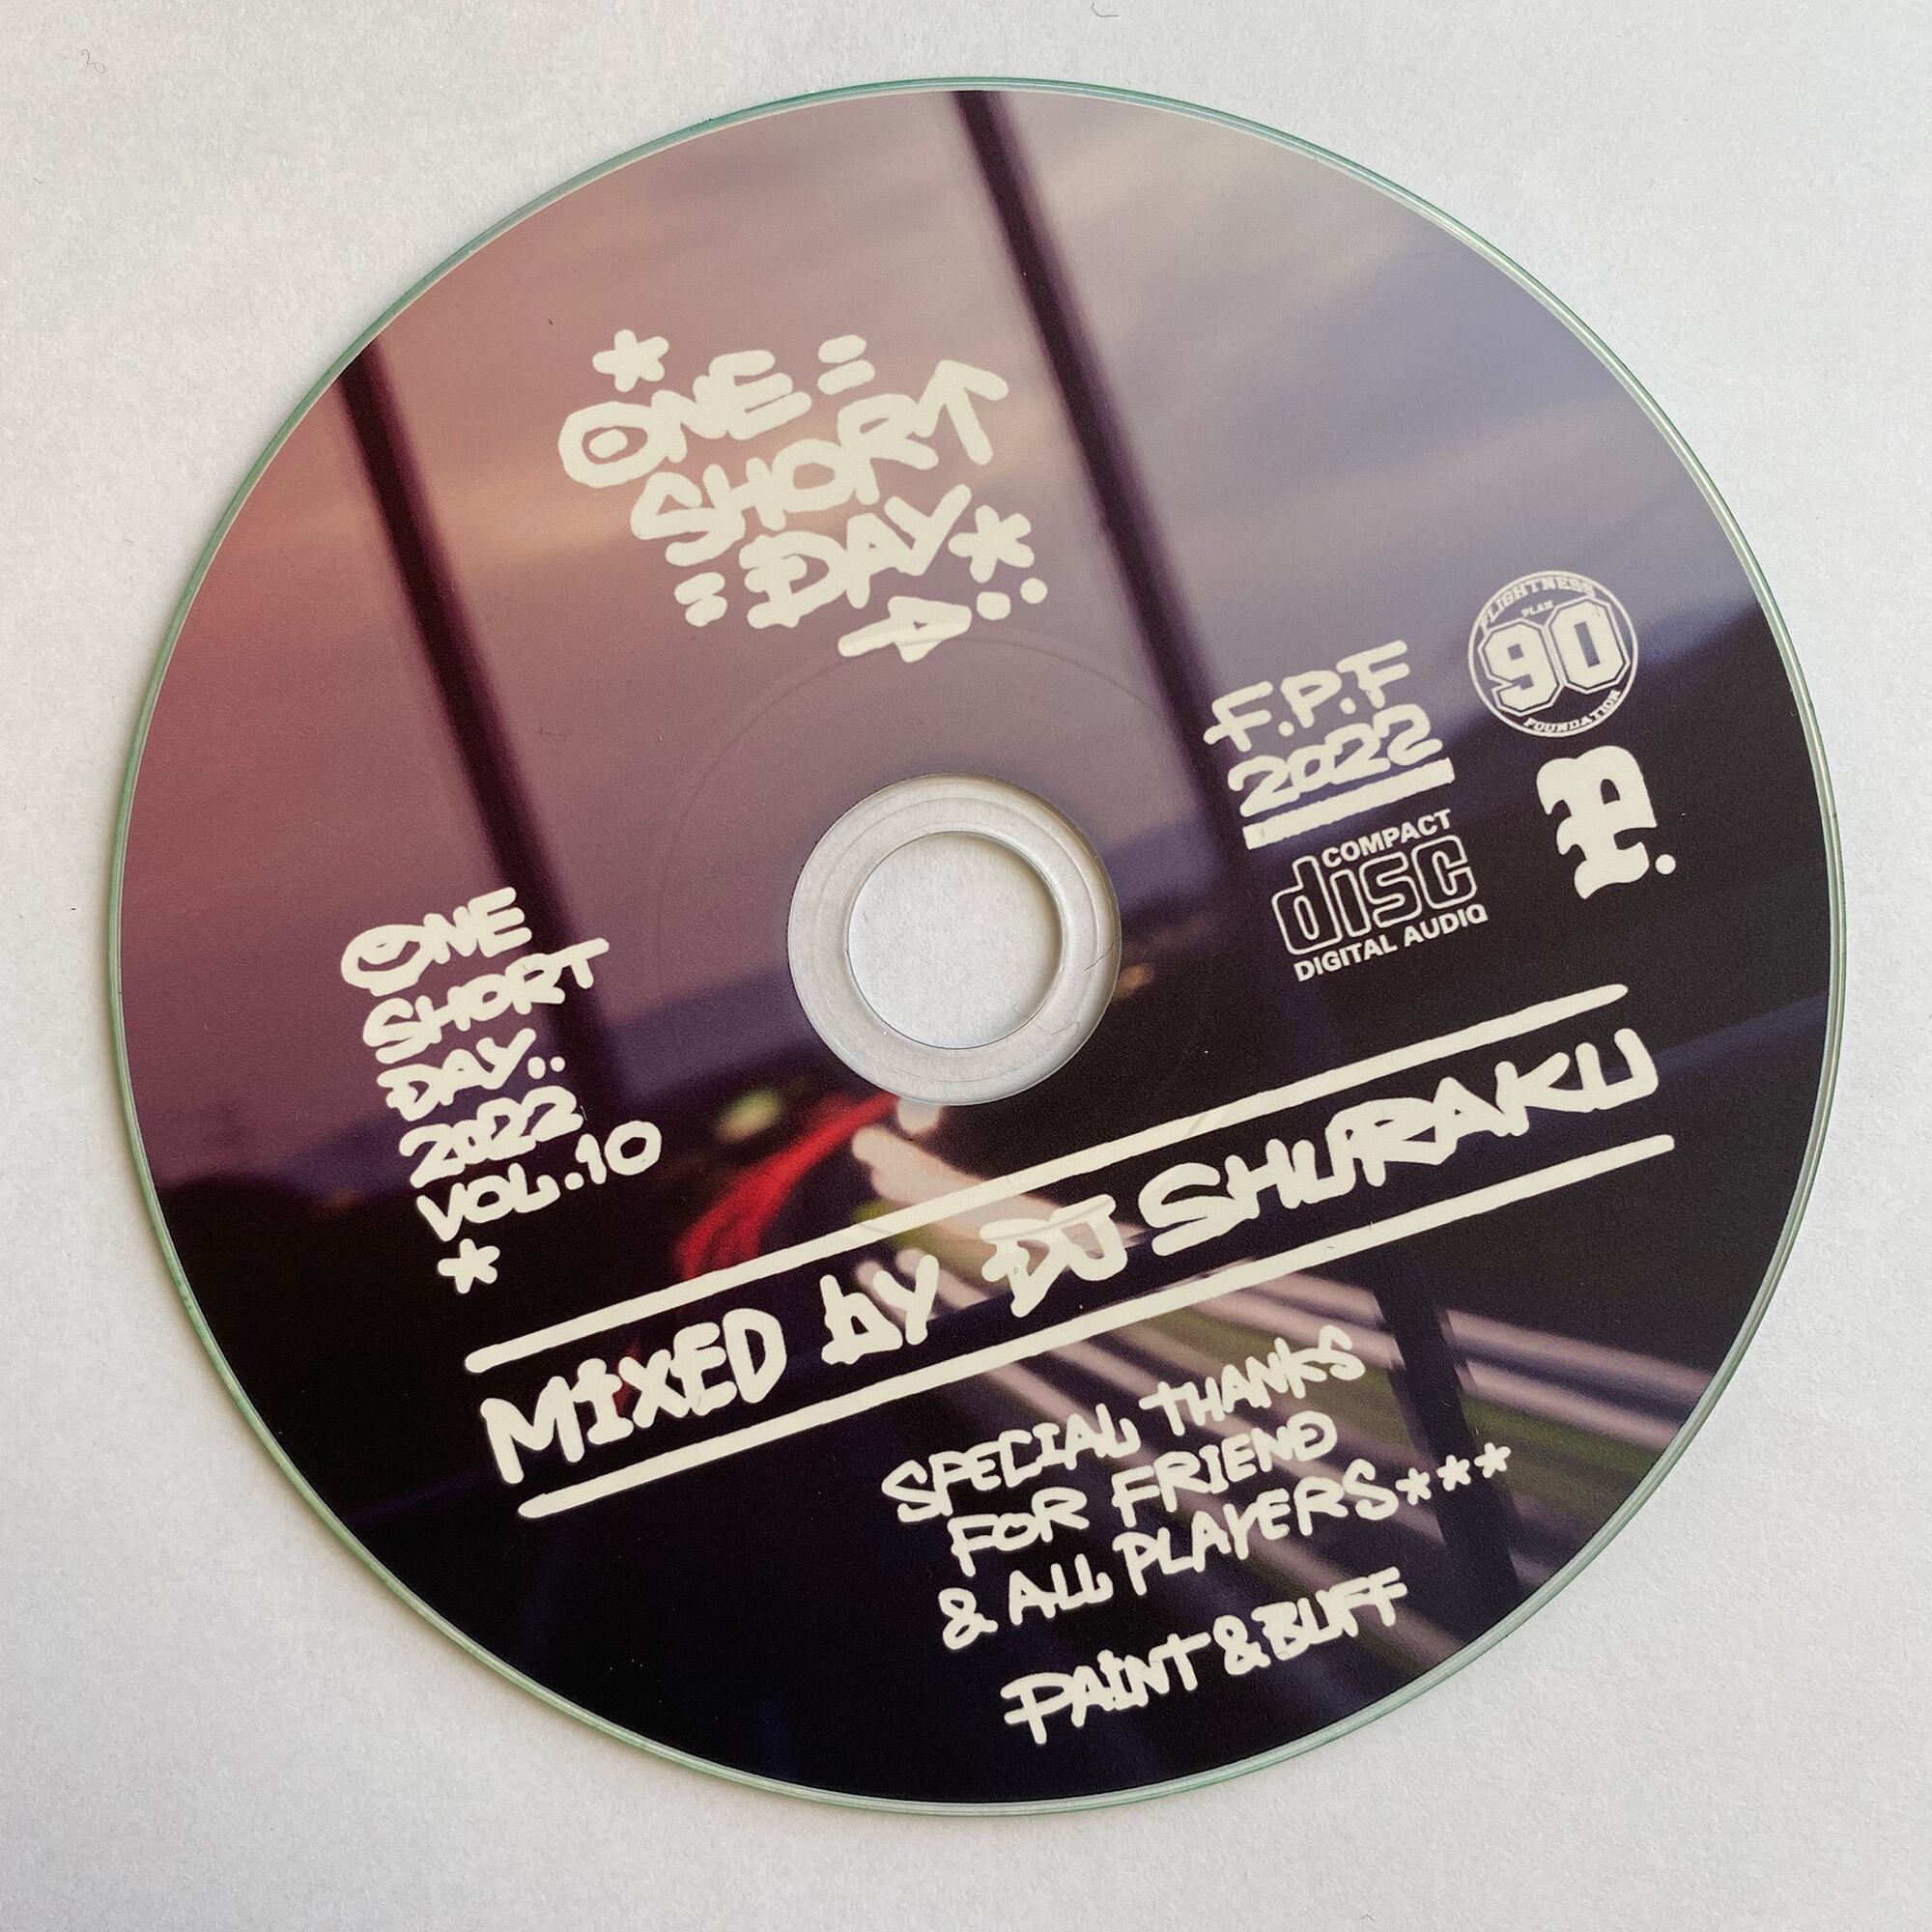 ONE
SHORT
DAY
FLIGHTNESS
PLAN
90
FOUNDATION
F.P.F
2022
COMPACT
disc
DIGITAL AUDIO
ONE
SHORT
DAY..
2022
VOL.10
*
MIXED by DJ SHURAKU
SPECIAL THANKS
FOR FRIEND
& ALL PLAYERS***
PAINT & BUFF